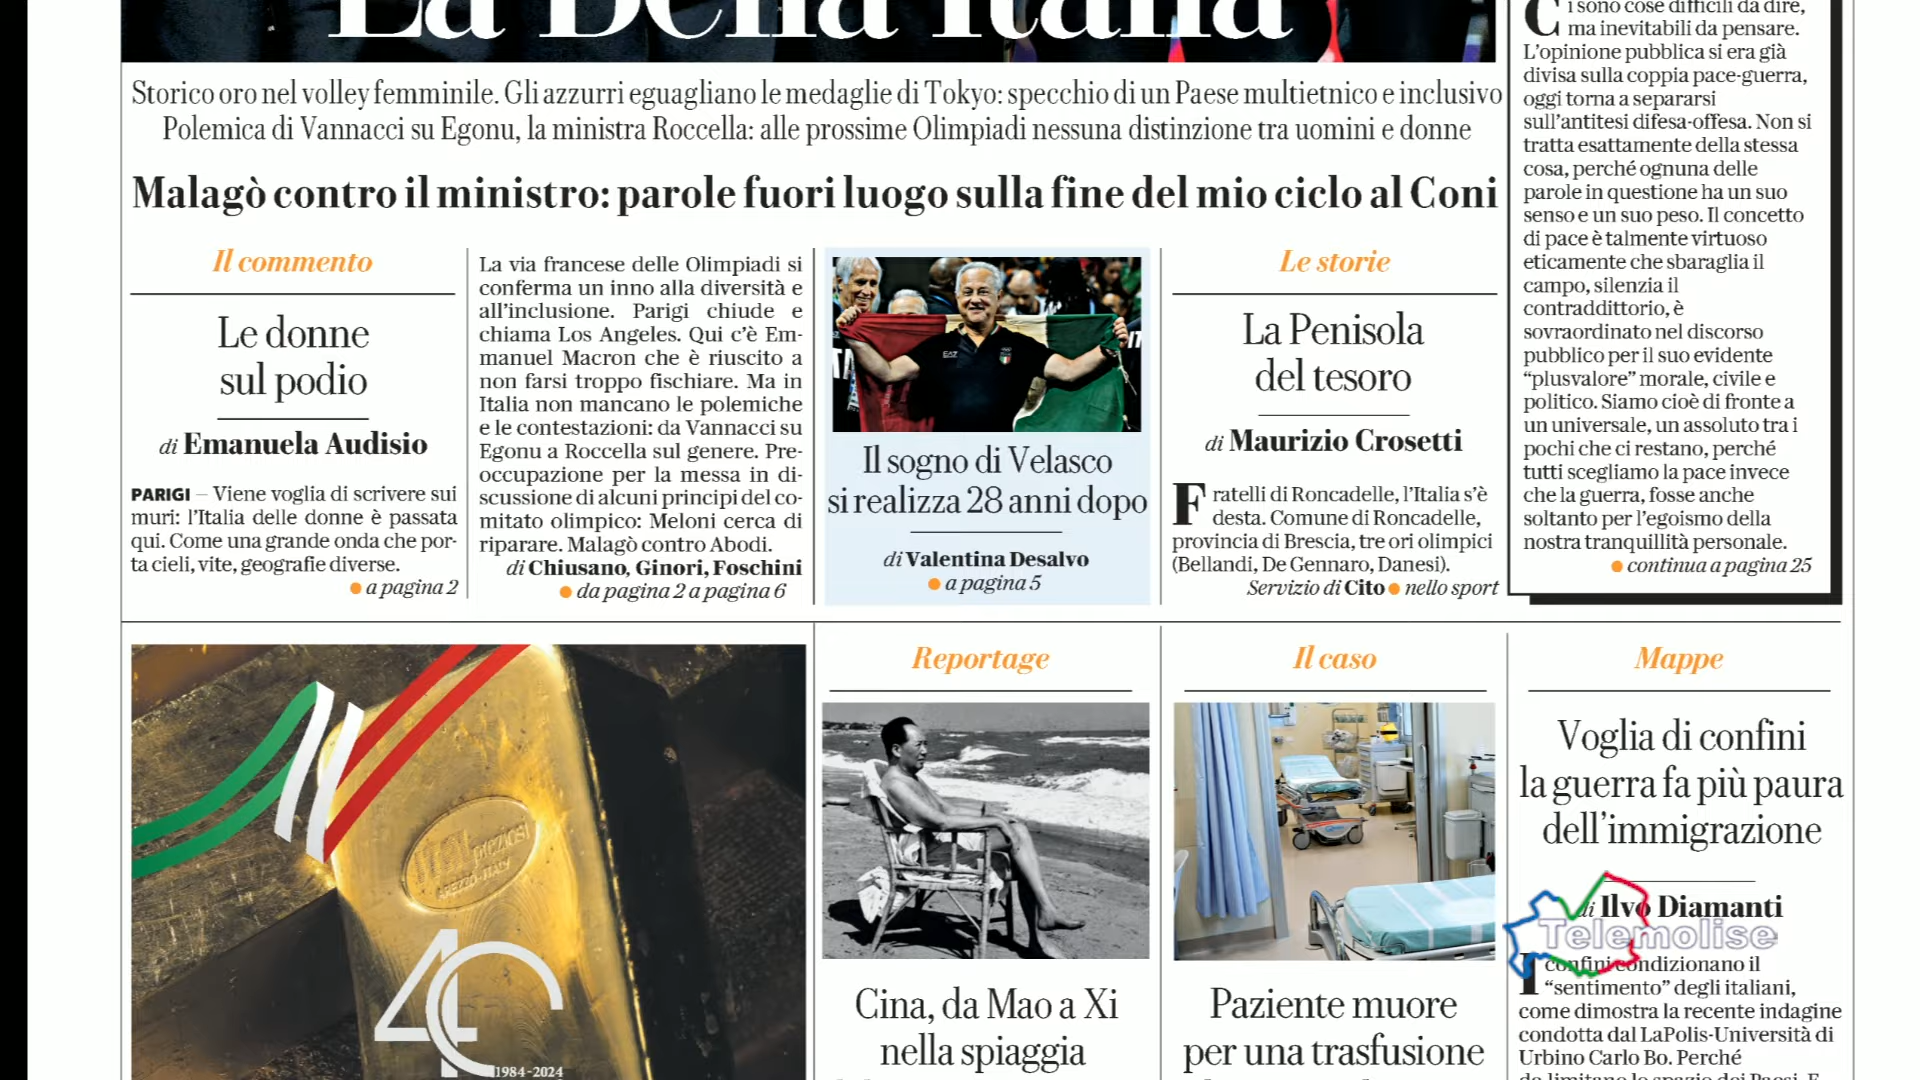 La Bella Italia
Storico oro nel volley femminile. Gli azzurri eguagliano le medaglie di Tokyo: specchio di un Paese multietnico e inclusivo
Polemica di Vannacci su Egonu, la ministra Roccella: alle prossime Olimpiadi nessuna distinzione tra uomini e donne
Malagò contro il ministro: parole fuori luogo sulla fine del mio ciclo al Coni
Il commento
Le donne
sul podio
di Emanuela Audisio
PARIGI – Viene voglia di scrivere sui
muri: l’Italia delle donne è passata
qui. Come una grande onda che por-
ta cieli, vite, geografie diverse.
a pagina 2
La via francese delle Olimpiadi si
conferma un inno alla diversità e
all’inclusione. Parigi chiude e
chiama Los Angeles. Qui c’è Em-
manuel Macron che è riuscito a
non farsi troppo fischiare. Ma in
Italia non mancano le polemiche
e le contestazioni: da Vannacci su
Egonu a Roccella sul genere. Pre-
occupazione per la messa in di-
scussione di alcuni principi del co-
mitato olimpico: Meloni cerca di
riparare. Malagò contro Abodi.
di Chiusano, Ginori, Foschini
da pagina 2 a pagina 6
EA7
Il sogno di Velasco
si realizza 28 anni dopo
di Valentina Desalvo
a pagina 5
Le storie
La Penisola
del tesoro
di Maurizio Crosetti
Fratelli di Roncadelle, l’Italia s’è
desta. Comune di Roncadelle,
provincia di Brescia, tre ori olimpici
(Bellandi, De Gennaro, Danesi).
Servizio di Cito nello sport
Ci sono cose difficili da dire,
ma inevitabili da pensare.
L’opinione pubblica si era già
divisa sulla coppia pace-guerra,
oggi torna a separarsi
sull’antitesi difesa-offesa. Non si
tratta esattamente della stessa
cosa, perché ognuna delle
parole in questione ha un suo
senso e un suo peso. Il concetto
di pace è talmente virtuoso
eticamente che sbaraglia il
campo, silenzia il
contraddittorio, è
sovraordinato nel discorso
pubblico per il suo evidente
“plusvalore” morale, civile e
politico. Siamo cioè di fronte a
un universale, un assoluto tra i
pochi che ci restano, perché
tutti scegliamo la pace invece
che la guerra, fosse anche
soltanto per l’egoismo della
nostra tranquillità personale.
continua a pagina 25
preziosi
AREZZO-ITALY
40
1984-2024
Reportage
Cina, da Mao a Xi
nella spiaggia
Il caso
Paziente muore
per una trasfusione
Mappe
Voglia di confini
la guerra fa più paura
dell’immigrazione
di Ilvo Diamanti
Telemolise
I confini condizionano il
“sentimento” degli italiani,
come dimostra la recente indagine
condotta dal LaPolis-Università di
Urbino Carlo Bo. Perché